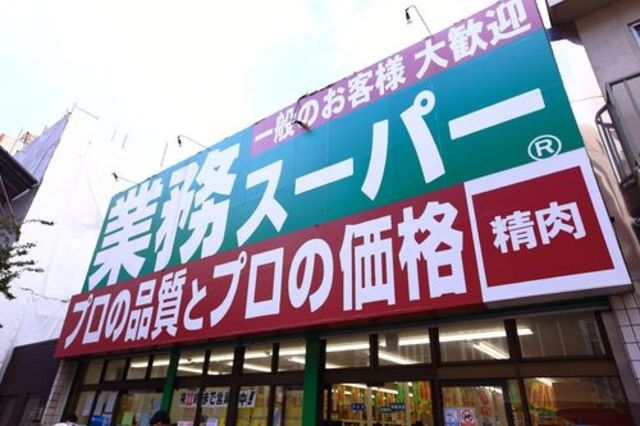 一般のお客様 大歓迎
業務スーパー®
プロの品質とプロの価格
精肉